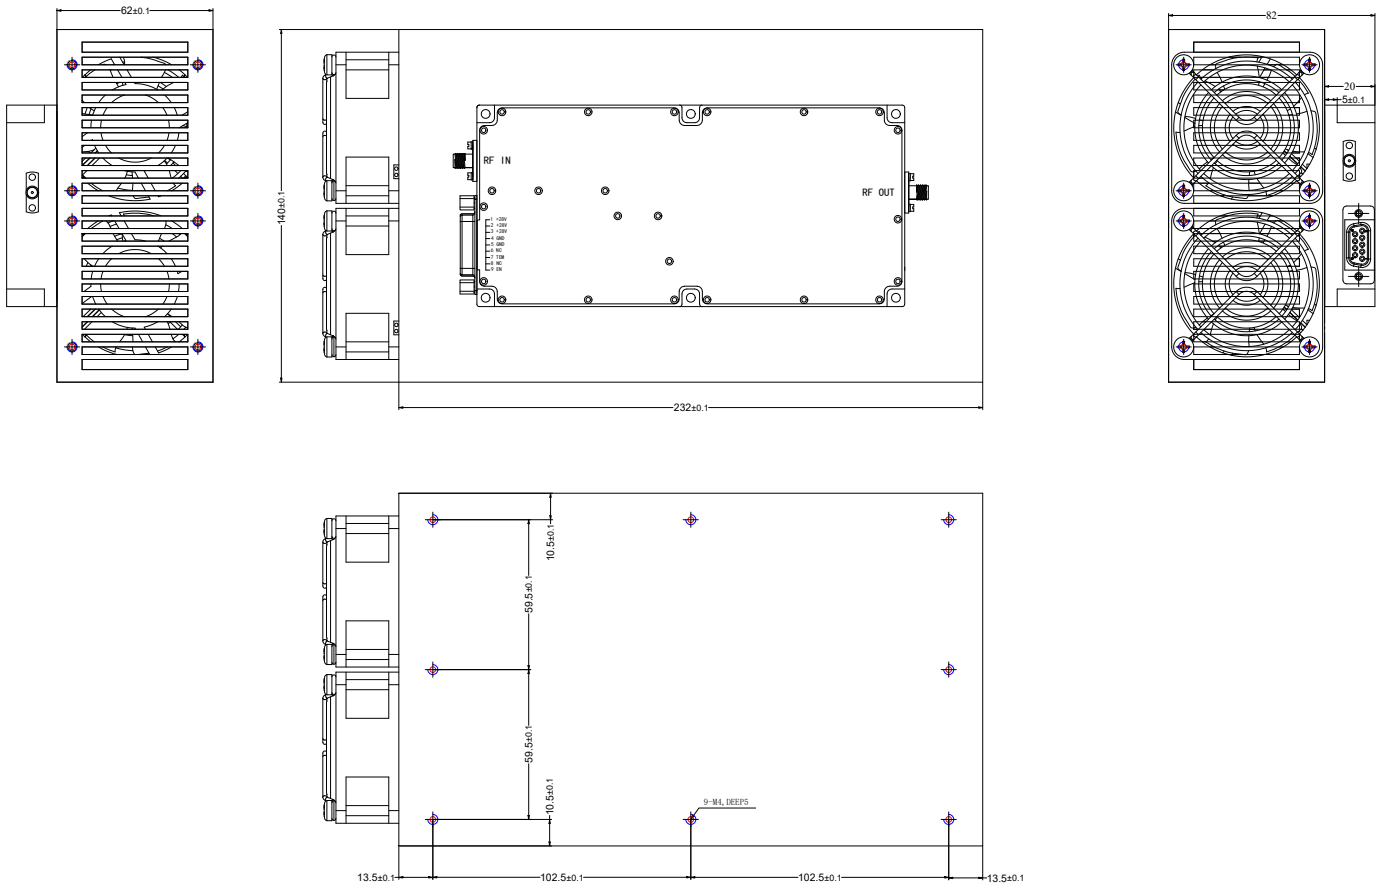 62±0.1
82
20
5±0.1
140±0.1
RF IN
RF OUT
1 +28V
2 +28V
3 +28V
4 GND
5 GND
6 NC
7 TEM
8 NC
9 EN
232±0.1
10.5±0.1
59.5±0.1
59.5±0.1
10.5±0.1
9-M4,DEEP5
13.5±0.1
102.5±0.1
102.5±0.1
13.5±0.1